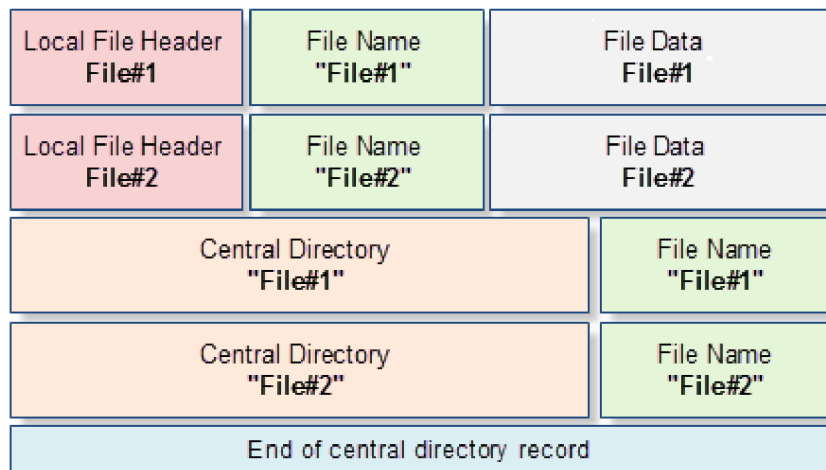 Local File Header
File#1
File Name
"File#1"
File Data
File#1
Local File Header
File#2
File Name
"File#2"
File Data
File#2
Central Directory
"File#1"
File Name
"File#1"
Central Directory
"File#2"
File Name
"File#2"
End of central directory record